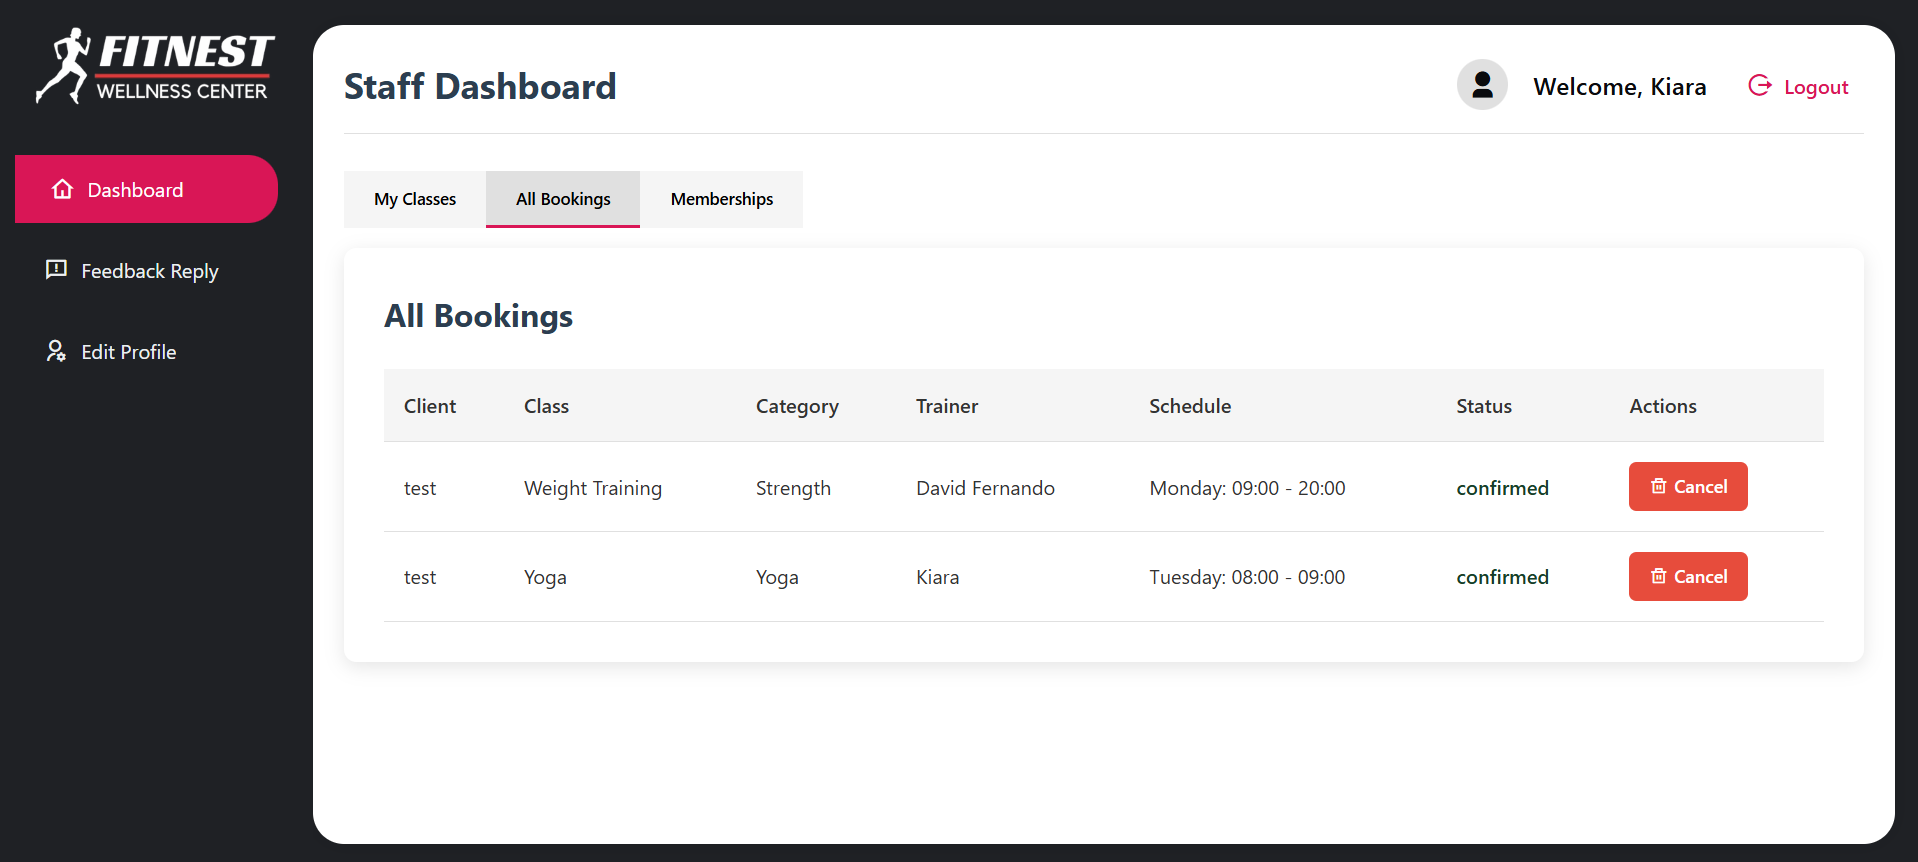 FITNEST
WELLNESS CENTER
Dashboard
Feedback Reply
Edit Profile
Staff Dashboard
Welcome, Kiara
Logout
My Classes All Bookings Memberships
All Bookings
Client Class Category Trainer Schedule Status Actions
test Weight Training Strength David Fernando Monday: 09:00 - 20:00 confirmed Cancel
test Yoga Yoga Kiara Tuesday: 08:00 - 09:00 confirmed Cancel